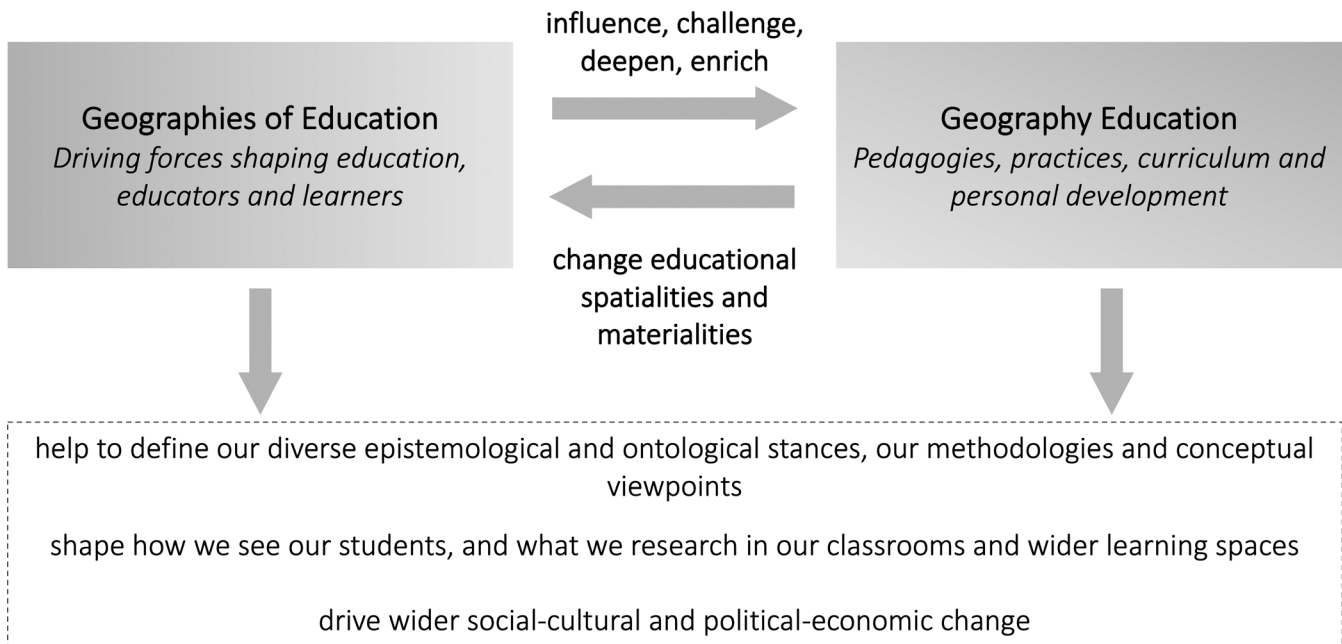 influence, challenge,
deepen, enrich
Geographies of Education
Driving forces shaping education,
educators and learners
Geography Education
Pedagogies, practices, curriculum and
personal development
change educational
spatialities and
materialities
help to define our diverse epistemological and ontological stances, our methodologies and conceptual
viewpoints
shape how we see our students, and what we research in our classrooms and wider learning spaces
drive wider social-cultural and political-economic change